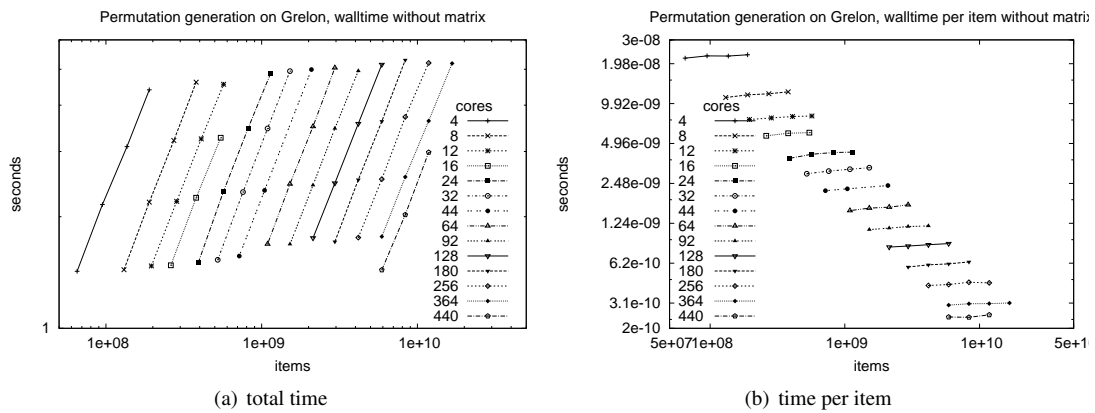 Permutation generation on Grelon, walltime without matrix
seconds
1
1e+08
1e+09
1e+10
items
cores
4
8
12
16
24
32
44
64
92
128
180
256
364
440
(a) total time
Permutation generation on Grelon, walltime per item without matrix
seconds
3e-08
1.98e-08
9.92e-09
4.96e-09
2.48e-09
1.24e-09
6.2e-10
3.1e-10
2e-10
5e+071e+08
1e+09
1e+10
5e+1
items
cores
4
8
12
16
24
32
44
64
92
128
180
256
364
440
(b) time per item